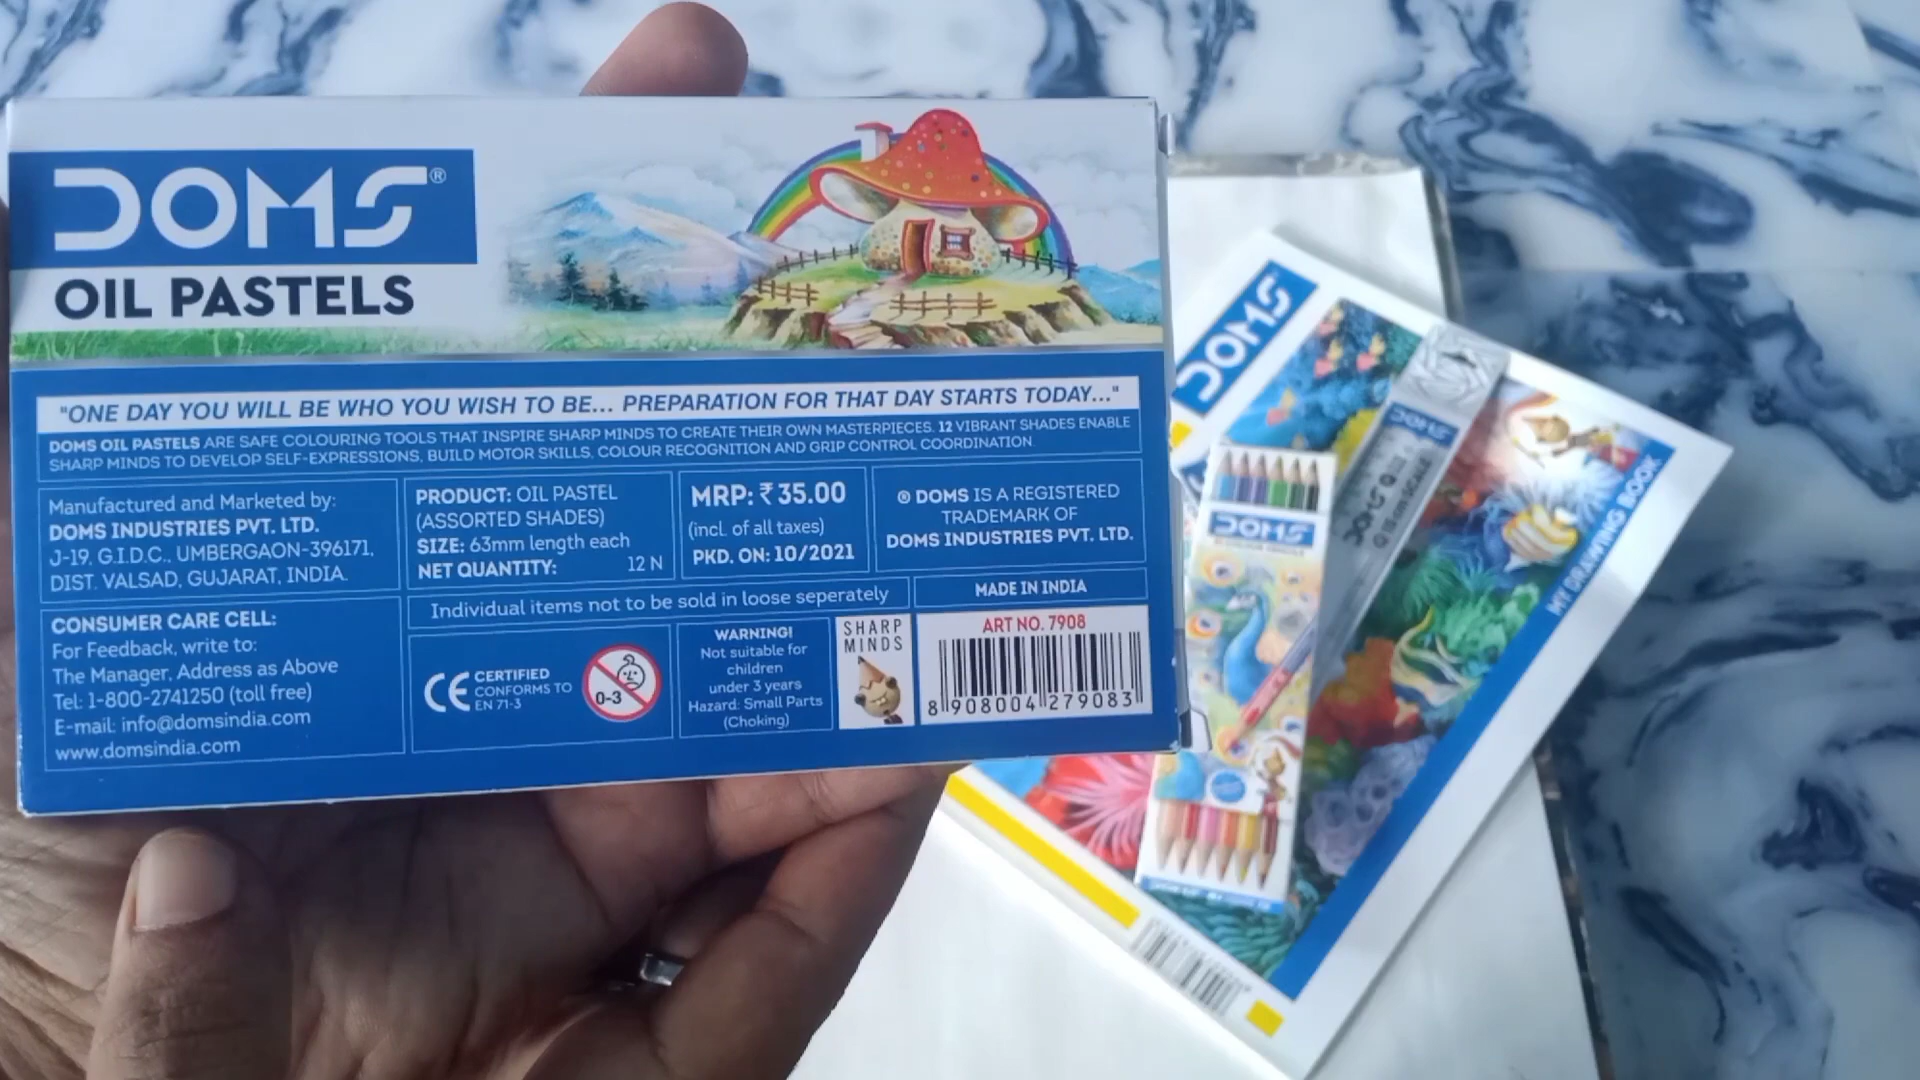 DOMS®
OIL PASTELS
"ONE DAY YOU WILL BE WHO YOU WISH TO BE... PREPARATION FOR THAT DAY STARTS TODAY..."
DOMS OIL PASTELS ARE SAFE COLOURING TOOLS THAT INSPIRE SHARP MINDS TO CREATE THEIR OWN MASTERPIECES. 12 VIBRANT SHADES ENABLE
SHARP MINDS TO DEVELOP SELF-EXPRESSIONS, BUILD MOTOR SKILLS, COLOUR RECOGNITION AND GRIP CONTROL COORDINATION
Manufactured and Marketed by:
DOMS INDUSTRIES PVT. LTD.
J-19, G.I.D.C., UMBERGAON-396171,
DIST. VALSAD, GUJARAT, INDIA.
PRODUCT: OIL PASTEL
(ASSORTED SHADES)
SIZE: 63mm length each
NET QUANTITY: 12 N
MRP: ₹ 35.00
(incl. of all taxes)
PKD. ON: 10/2021
® DOMS IS A REGISTERED
TRADEMARK OF
DOMS INDUSTRIES PVT. LTD.
Individual items not to be sold in loose seperately
MADE IN INDIA
CONSUMER CARE CELL:
For Feedback, write to:
The Manager, Address as Above
Tel: 1-800-2741250 (toll free)
E-mail: info@domsindia.com
www.domsindia.com
CE CERTIFIED
CONFORMS TO
EN 71-3
0-3
WARNING!
Not suitable for
children
under 3 years
Hazard: Small Parts
(Choking)
SHARP
MINDS
ART NO. 7908
8 908004 279083
DOMS
DOMS
DOMS
DOMS
15 cm SCALE
MY DRAWING BOOK